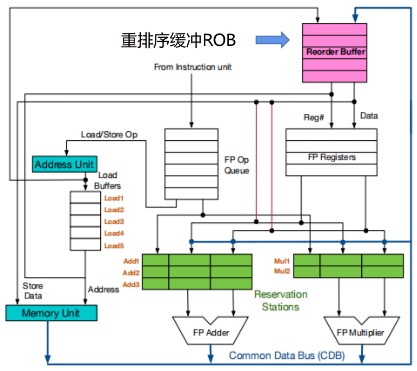 重排序缓冲ROB
Reorder Buffer
From Instruction unit
Reg#
Data
Load/Store Op
Address Unit
FP Op
Queue
FP Registers
Load
Buffers
Load1
Load2
Load3
Load4
Load5
Add1
Add2
Add3
Mul1
Mul2
Store
Data
Address
Reservation
Stations
Memory Unit
FP Adder
FP Multiplier
Common Data Bus (CDB)